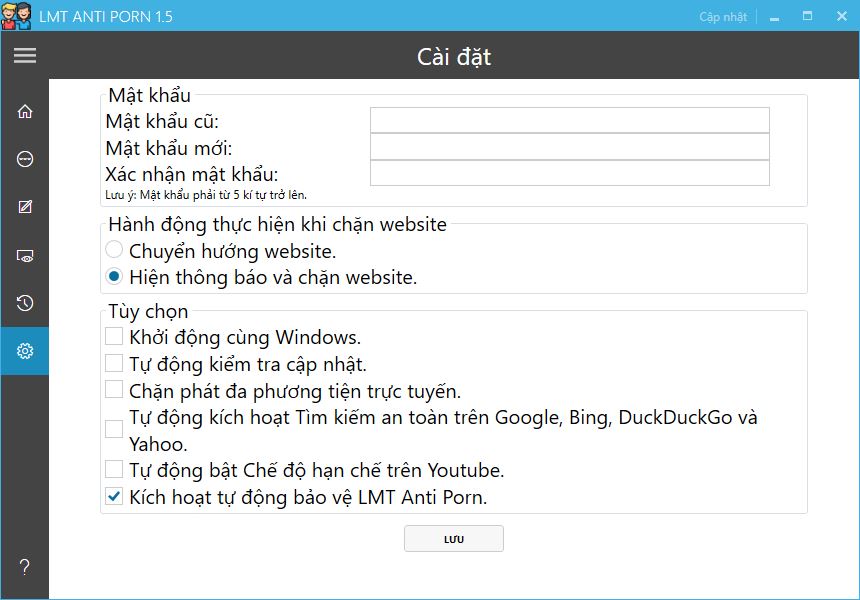 LMT ANTI PORN 1.5
Cập nhật
Cài đặt
Mật khẩu
Mật khẩu cũ:
Mật khẩu mới:
Xác nhận mật khẩu:
Lưu ý: Mật khẩu phải từ 5 kí tự trở lên.
Hành động thực hiện khi chặn website
Chuyển hướng website.
Hiện thông báo và chặn website.
Tùy chọn
Khởi động cùng Windows.
Tự động kiểm tra cập nhật.
Chặn phát đa phương tiện trực tuyến.
Tự động kích hoạt Tìm kiếm an toàn trên Google, Bing, DuckDuckGo và
Yahoo.
Tự động bật Chế độ hạn chế trên Youtube.
Kích hoạt tự động bảo vệ LMT Anti Porn.
LƯU
?